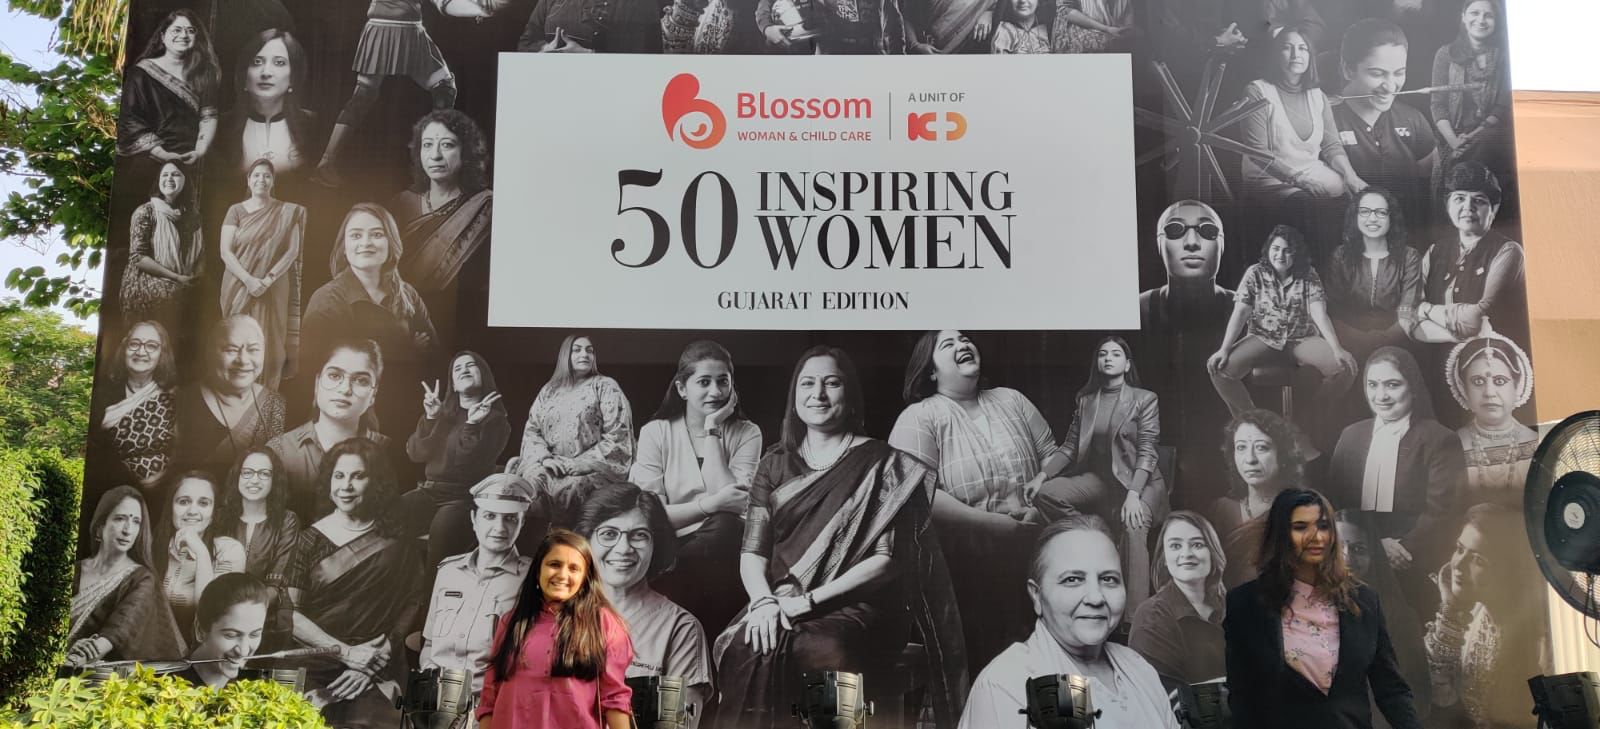 Blossom
WOMAN & CHILD CARE
A UNIT OF
KD
50 INSPIRING
WOMEN
GUJARAT EDITION